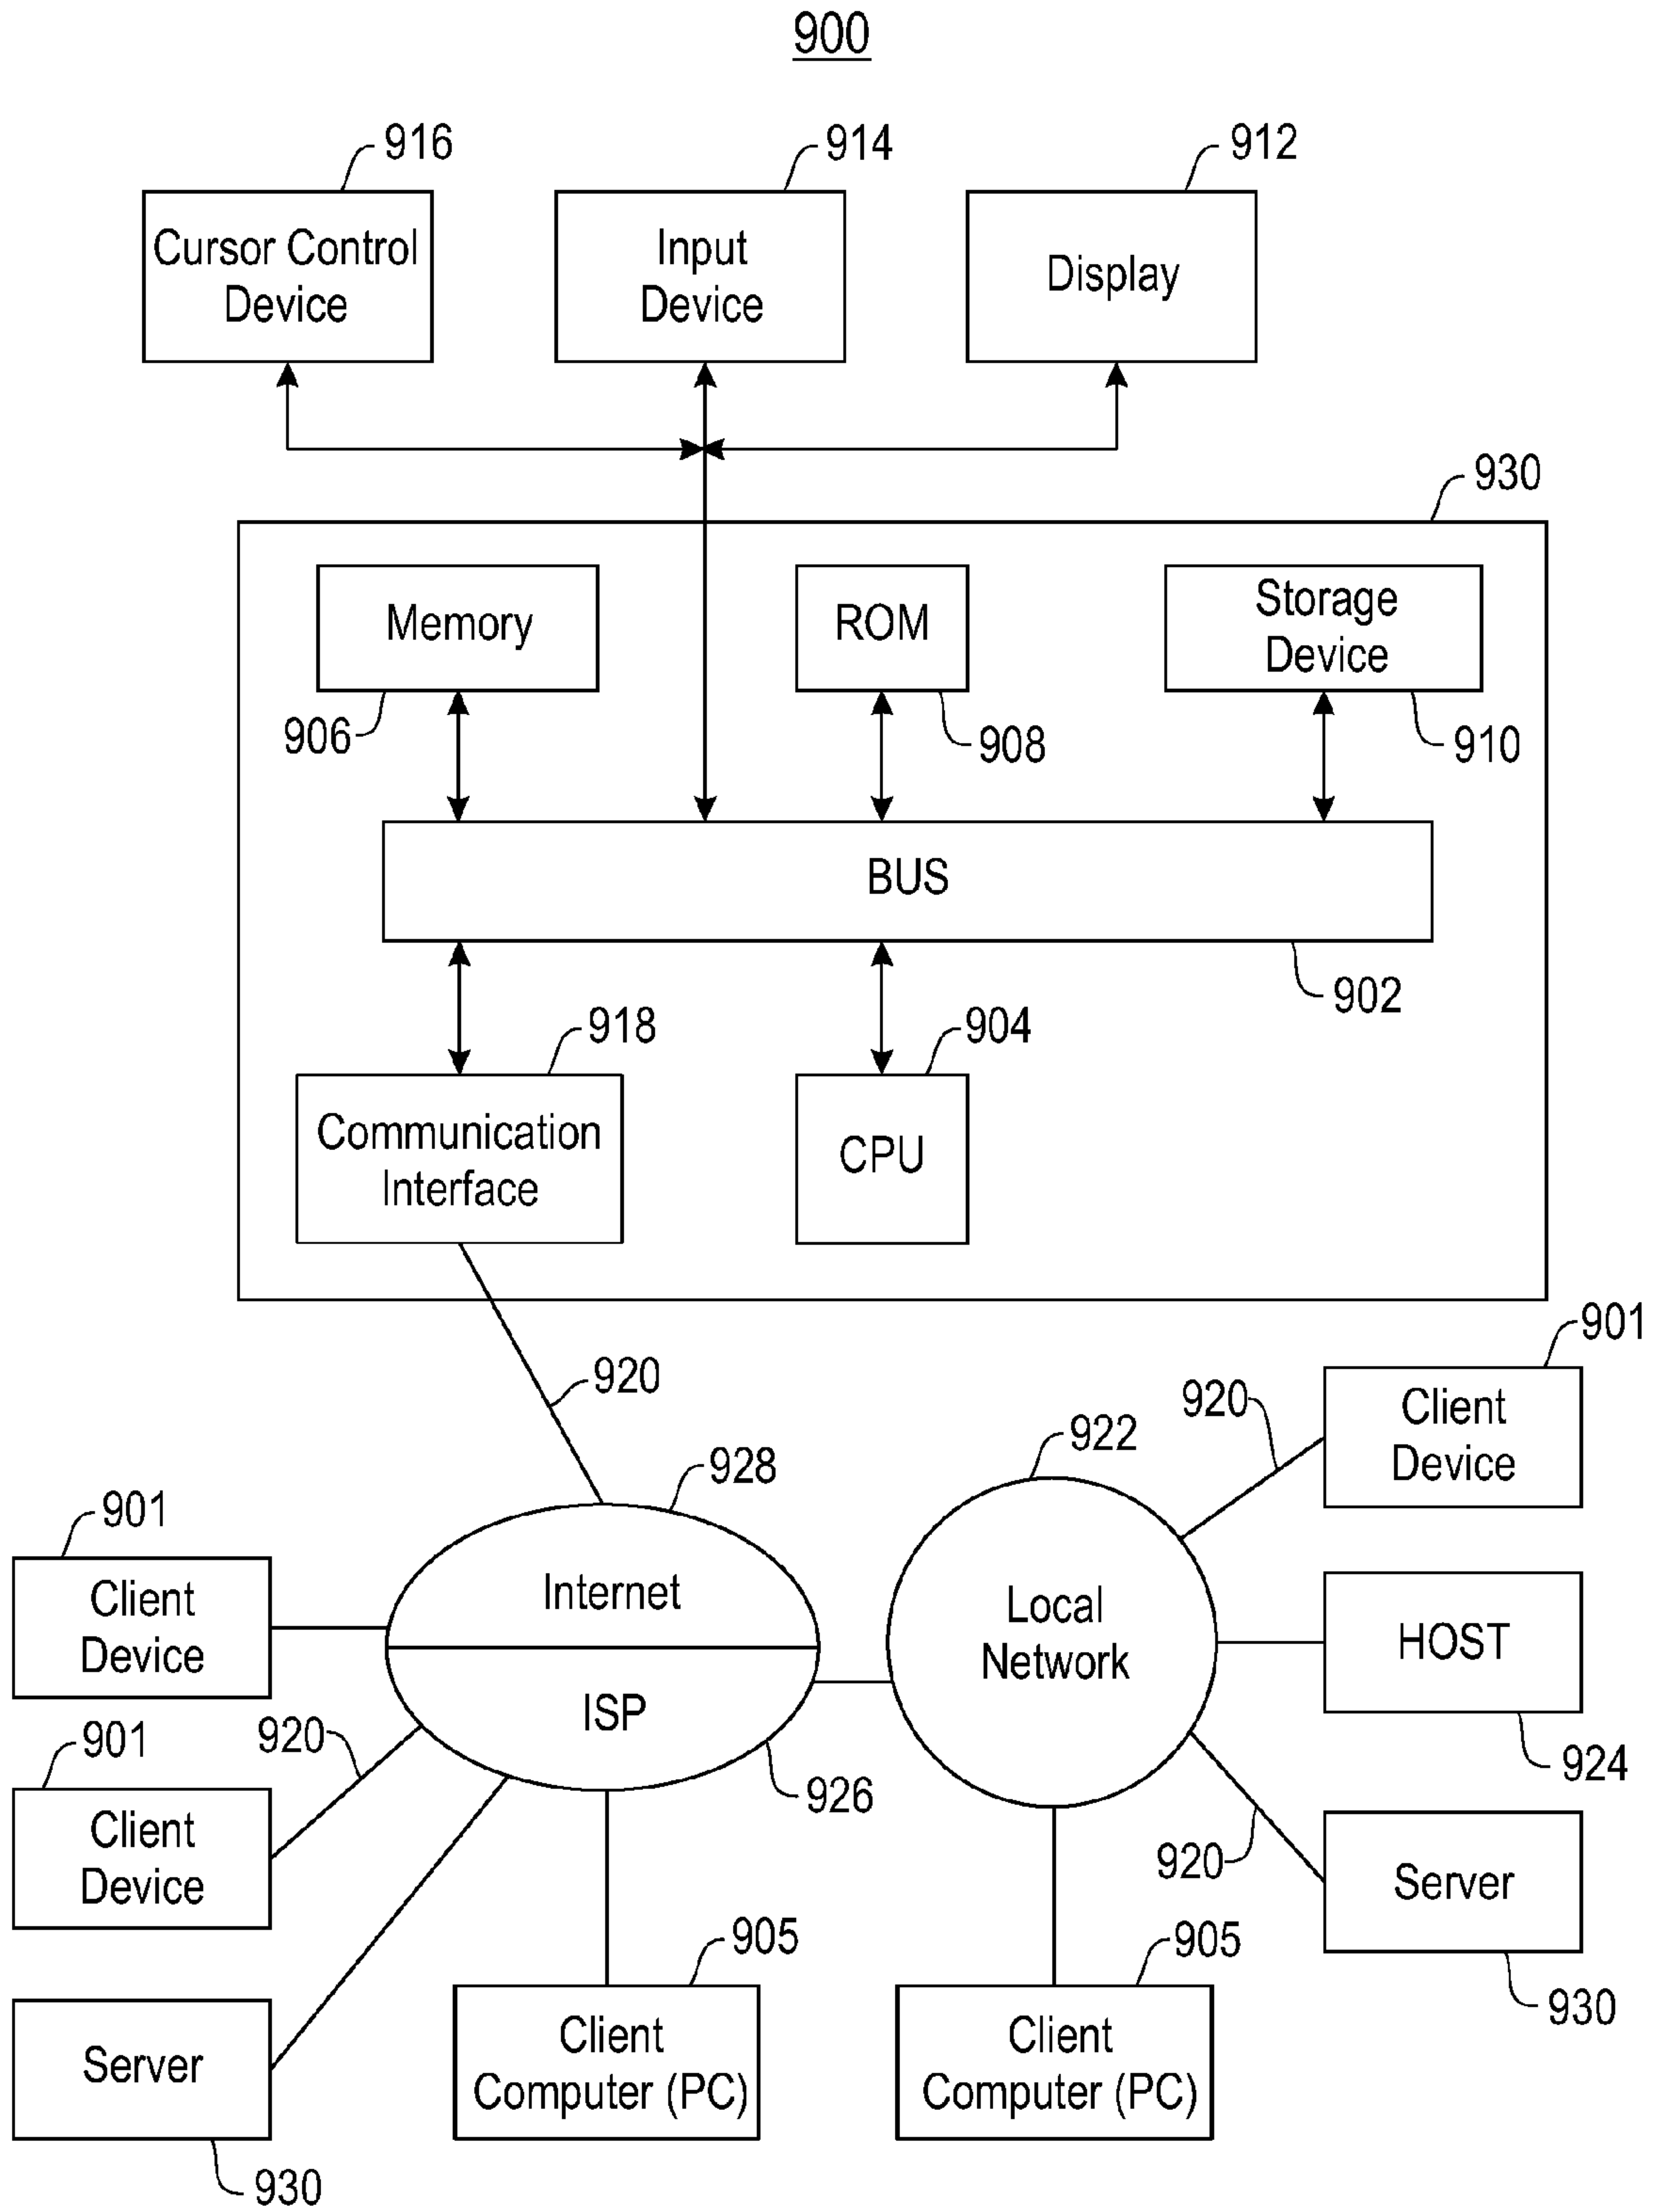 900
916
914
912
Cursor Control
Device
Input
Device
Display
930
Memory
ROM
Storage
Device
906
908
910
BUS
902
918
904
Communication
Interface
CPU
901
920
920
Client
Device
922
928
901
Internet
Local
Network
Client
Device
HOST
ISP
901
920
924
926
Client
Device
920
Server
905
905
930
Server
Client
Computer (PC)
Client
Computer (PC)
930